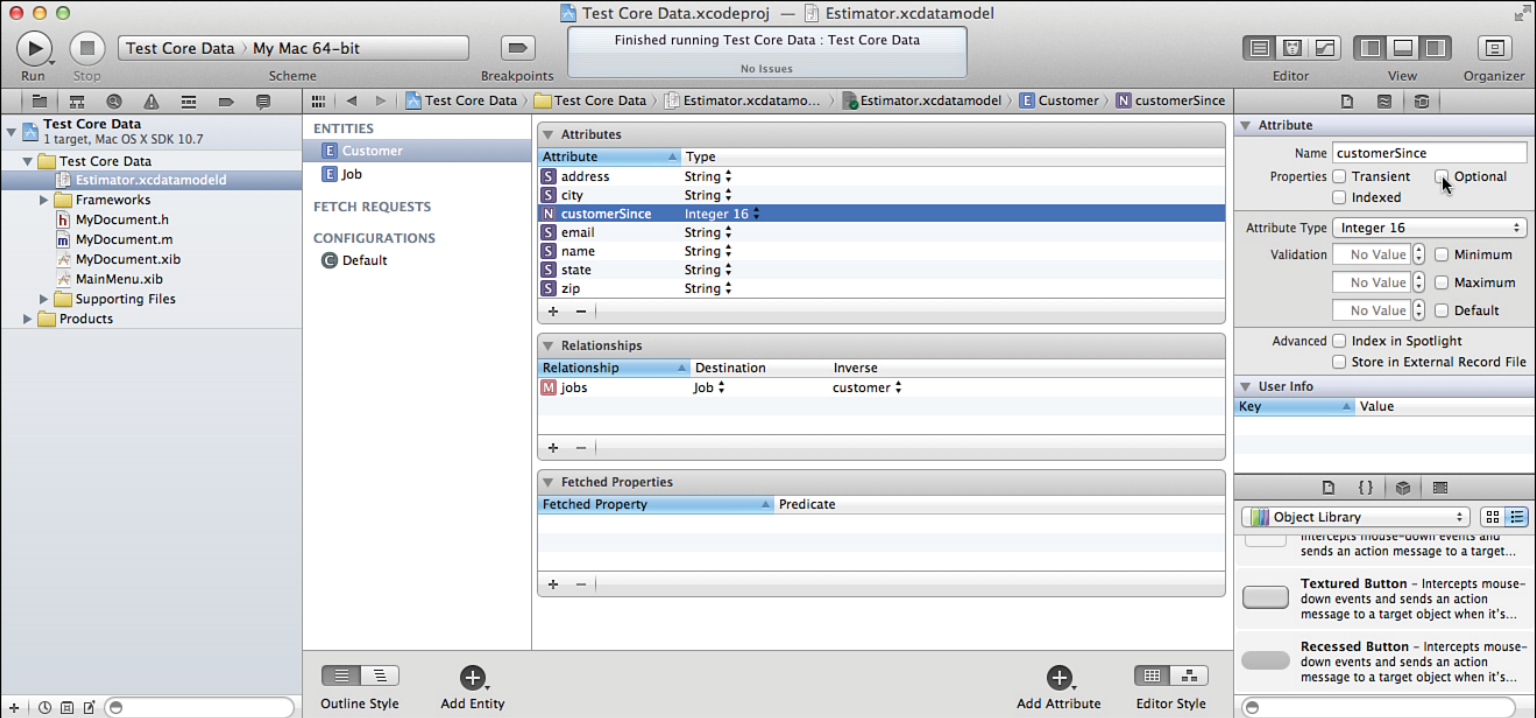 Test Core Data.xcodeproj — Estimator.xcdatamodel
Test Core Data › My Mac 64-bit
Finished running Test Core Data : Test Core Data
No Issues
Run Stop Scheme Breakpoints Editor View Organizer
Test Core Data › Test Core Data › Estimator.xcdatamo... › Estimator.xcdatamodel › E Customer › N customerSince
Test Core Data
1 target, Mac OS X SDK 10.7
Test Core Data
Estimator.xcdatamodeld
Frameworks
h MyDocument.h
m MyDocument.m
MyDocument.xib
MainMenu.xib
Supporting Files
Products
ENTITIES
E Customer
E Job
FETCH REQUESTS
CONFIGURATIONS
C Default
Attributes
Attribute Type
S address String
S city String
N customerSince Integer 16
S email String
S name String
S state String
S zip String
+ −
Relationships
Relationship Destination Inverse
M jobs Job customer
+ −
Fetched Properties
Fetched Property Predicate
+ −
Outline Style Add Entity Add Attribute Editor Style
Attribute
Name customerSince
Properties Transient Optional
Indexed
Attribute Type Integer 16
Validation No Value Minimum
No Value Maximum
No Value Default
Advanced Index in Spotlight
Store in External Record File
User Info
Key Value
{ }
Object Library
Intercepts mouse-down events and
sends an action message to a target...
Textured Button – Intercepts mouse-
down events and sends an action
message to a target object when it's...
Recessed Button – Intercepts mouse-
down events and sends an action
message to a target object when it's...